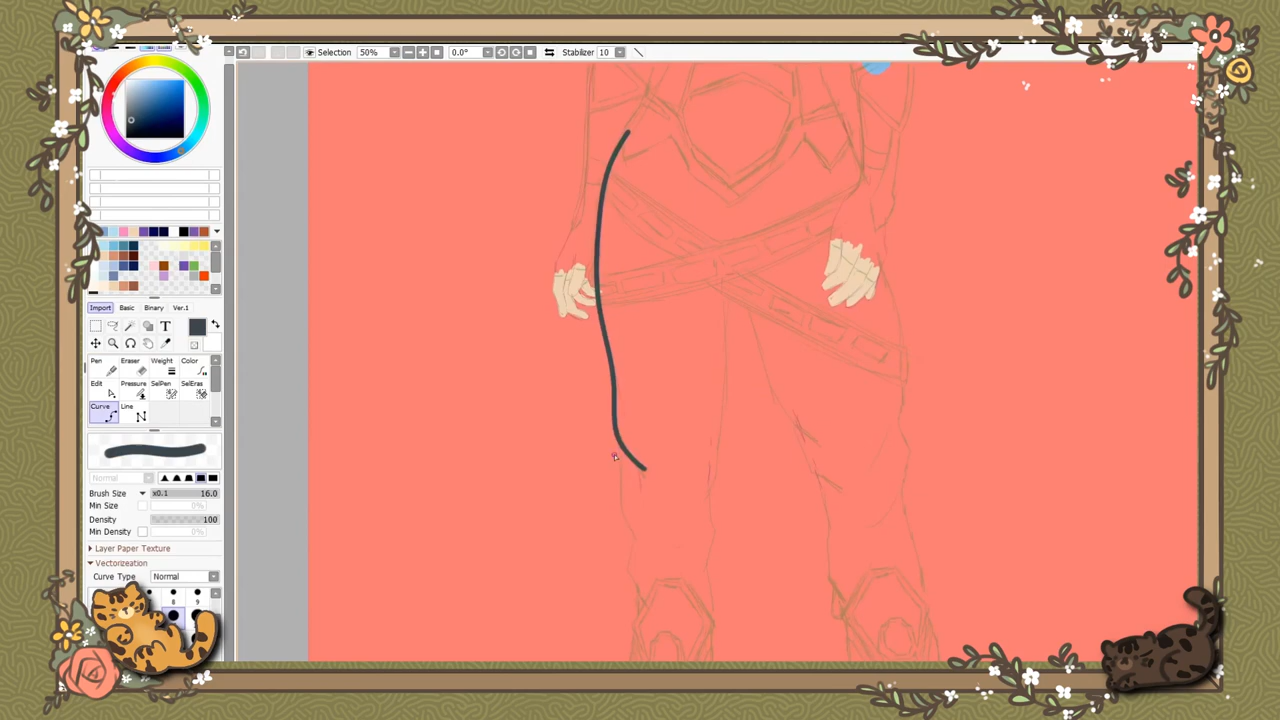 Selection 50% 0.0° Stabilizer 10
Import Basic Binary Ver.1
T
Pen Eraser Weight Color
Edit Pressure SelPen SelEras
Curve Line
Normal
Brush Size x0.1 16.0
Min Size 0%
Density 100
Min Density 0%
Layer Paper Texture
Vectorization
Curve Type Normal
8 9